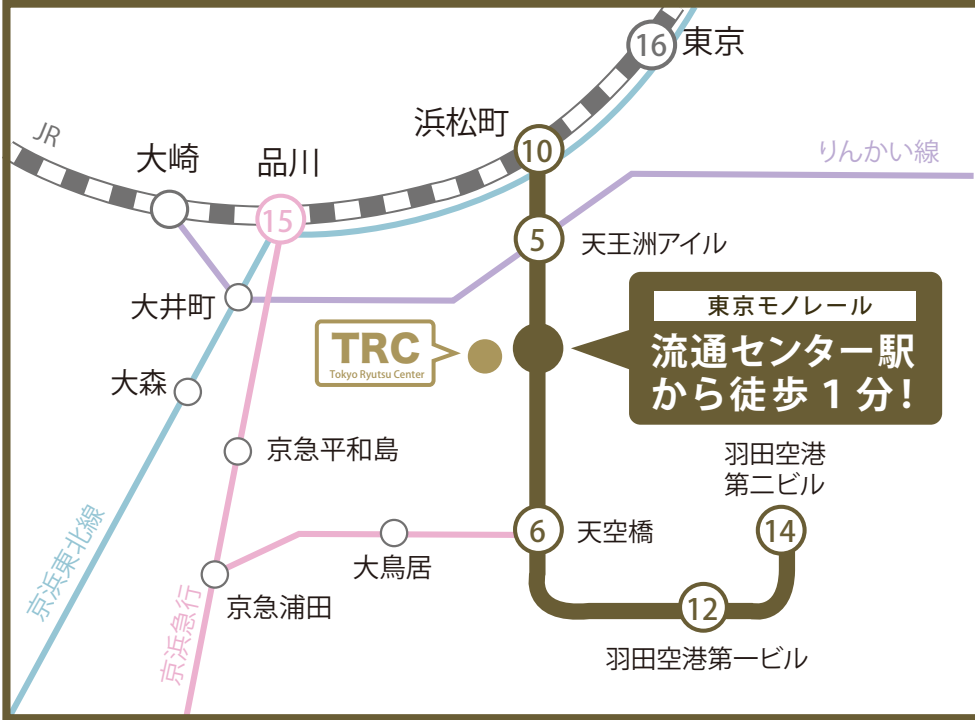 16
東京
浜松町
10
JR
大崎
品川
15
りんかい線
5
天王洲アイル
大井町
東京モノレール
流通センター駅
から徒歩1分!
TRC
Tokyo Ryutsu Center
大森
京急平和島
羽田空港
第二ビル
14
6
天空橋
大鳥居
京浜東北線
京急浦田
京浜急行
12
羽田空港第一ビル